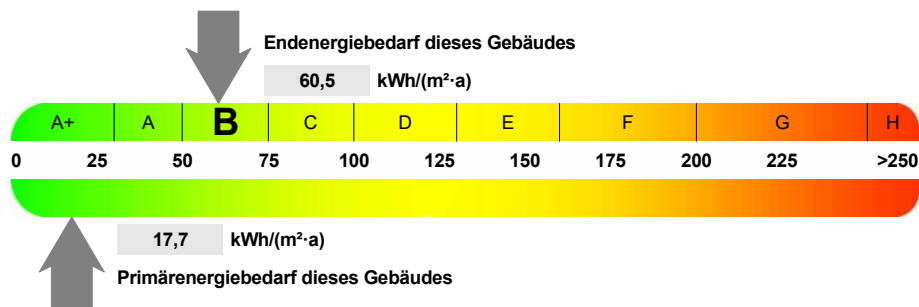 Endenergiebedarf dieses Gebäudes
60,5 kWh/(m²·a)
A+ A B C D E F G H
0 25 50 75 100 125 150 175 200 225 >250
17,7 kWh/(m²·a)
Primärenergiebedarf dieses Gebäudes